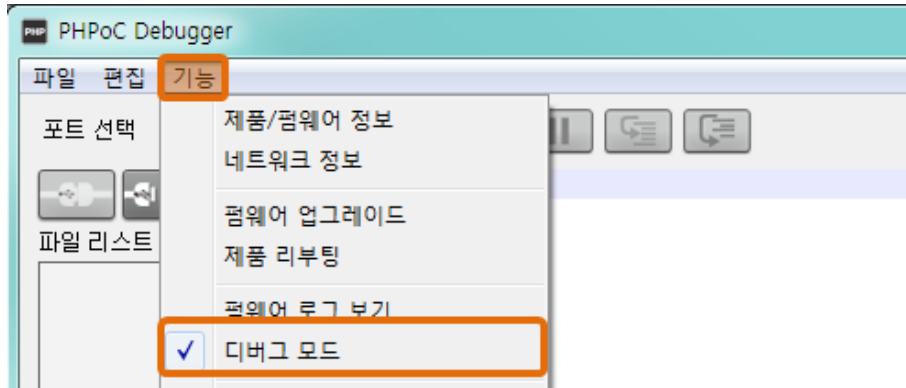 PHP PHPoC Debugger
파일 편집 기능
포트 선택
제품/펌웨어 정보
네트워크 정보
펌웨어 업그레이드
파일 리스트
제품 리부팅
펌웨어 로그 보기
디버그 모드